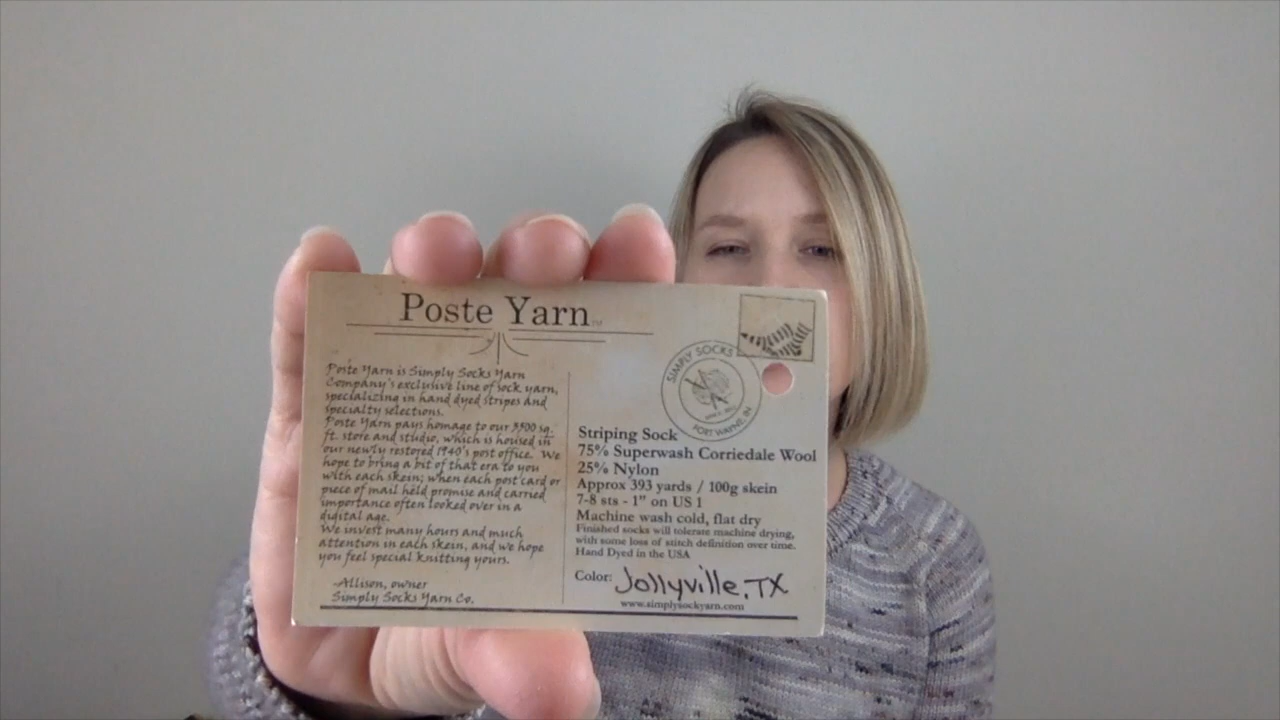 Poste Yarn
Poste Yarn is Simply Socks Yarn
Company's exclusive line of sock yarn,
specializing in hand dyed stripes and
specialty selections.
Poste Yarn pays homage to our 3500 sq.
ft. store and studio, which is housed in
our newly restored 1940's post office. We
hope to bring a bit of that era to you
with each skein; when each post card or
piece of mail held promise and carried
importance often looked over in a
digital age.
We invest many hours and much
attention in each skein, and we hope
you feel special knitting yours.
-Allison, owner
Simply Socks Yarn Co.
SIMPLY SOCKS
FORT WAYNE, IN
Striping Sock
75% Superwash Corriedale Wool
25% Nylon
Approx 393 yards / 100g skein
7-8 sts - 1" on US 1
Machine wash cold, flat dry
Finished socks will tolerate machine drying,
with some loss of stitch definition over time.
Hand Dyed in the USA
Color: Jollyville, TX
www.simplysockyarn.com